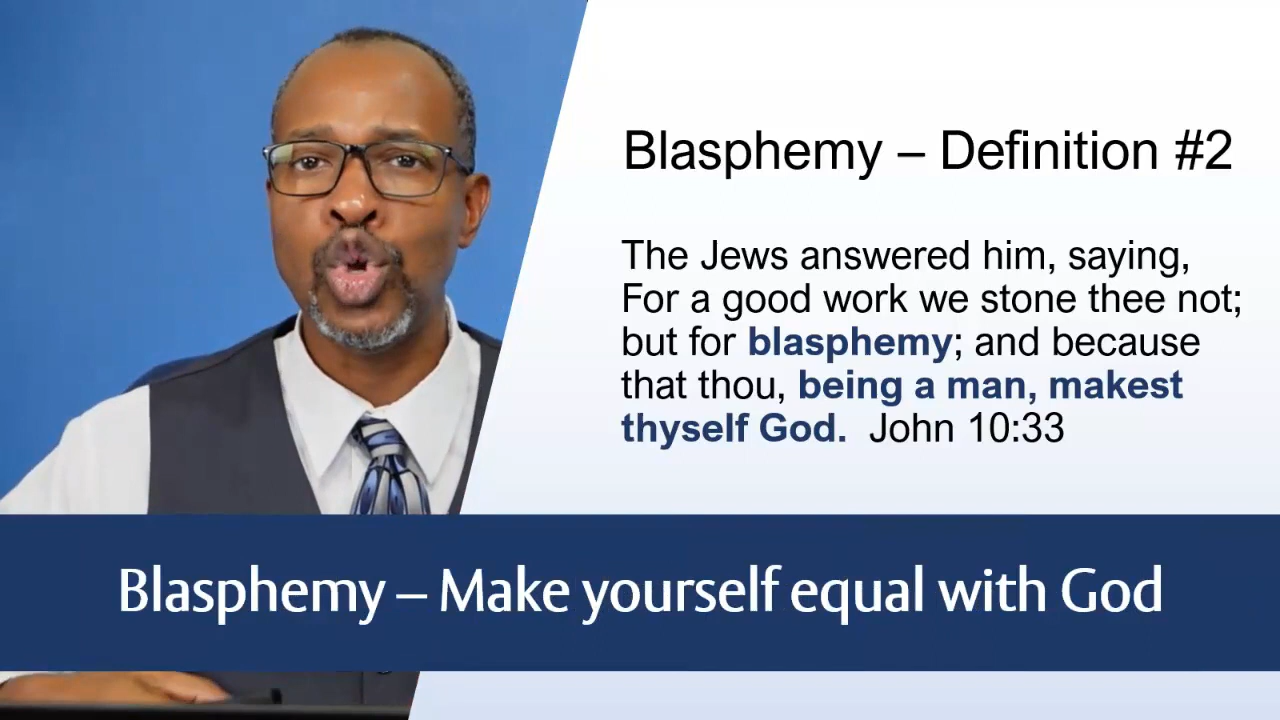 Blasphemy – Definition #2
The Jews answered him, saying,
For a good work we stone thee not;
but for blasphemy; and because
that thou, being a man, makest
thyself God. John 10:33
Blasphemy – Make yourself equal with God